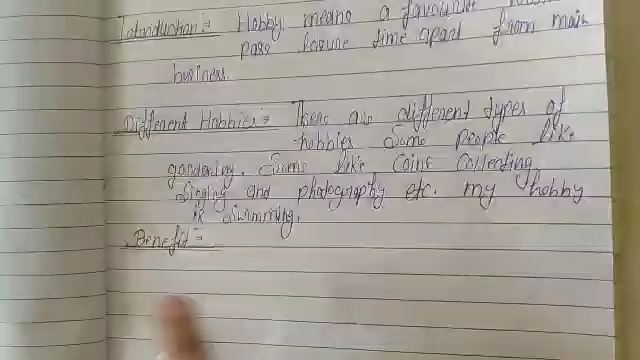 Introduction:- Hobby means a favourite
pass leisure time apart from main
business.
Different Hobbies:- There are different types of
hobbies Some people like
gardening. Some like Coins Collecting
Singing and photography etc. my hobby
is Swimming.
Benefit:-